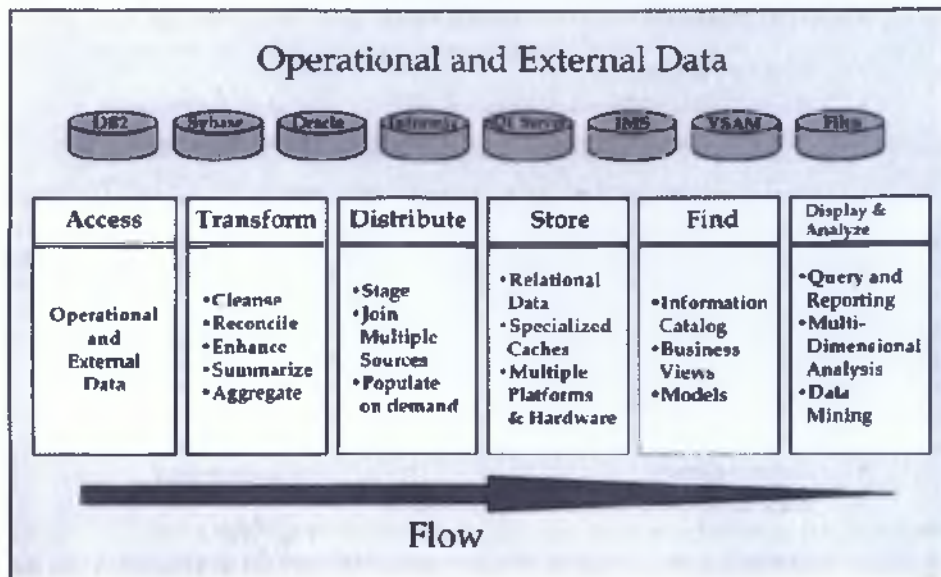 Operational and External Data
DB2
Sybase
Oracle
Informix
IMS
VSAM
Files
Access
Operational
and
External
Data
Transform
•Cleanse
•Reconcile
•Enhance
•Summarize
•Aggregate
Distribute
•Stage
•Join
Multiple
Sources
•Populate
on demand
Store
•Relational
Data
•Specialized
Caches
•Multiple
Platforms
& Hardware
Find
•Information
Catalog
•Business
Views
•Models
Display &
Analyze
•Query and
Reporting
•Multi-
Dimensional
Analysis
•Data
Mining
Flow